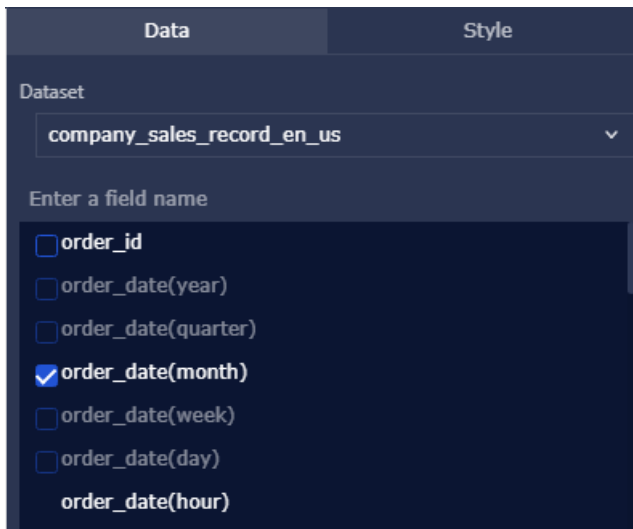 Data
Style
Dataset
company_sales_record_en_us
Enter a field name
order_id
order_date(year)
order_date(quarter)
order_date(month)
order_date(week)
order_date(day)
order_date(hour)